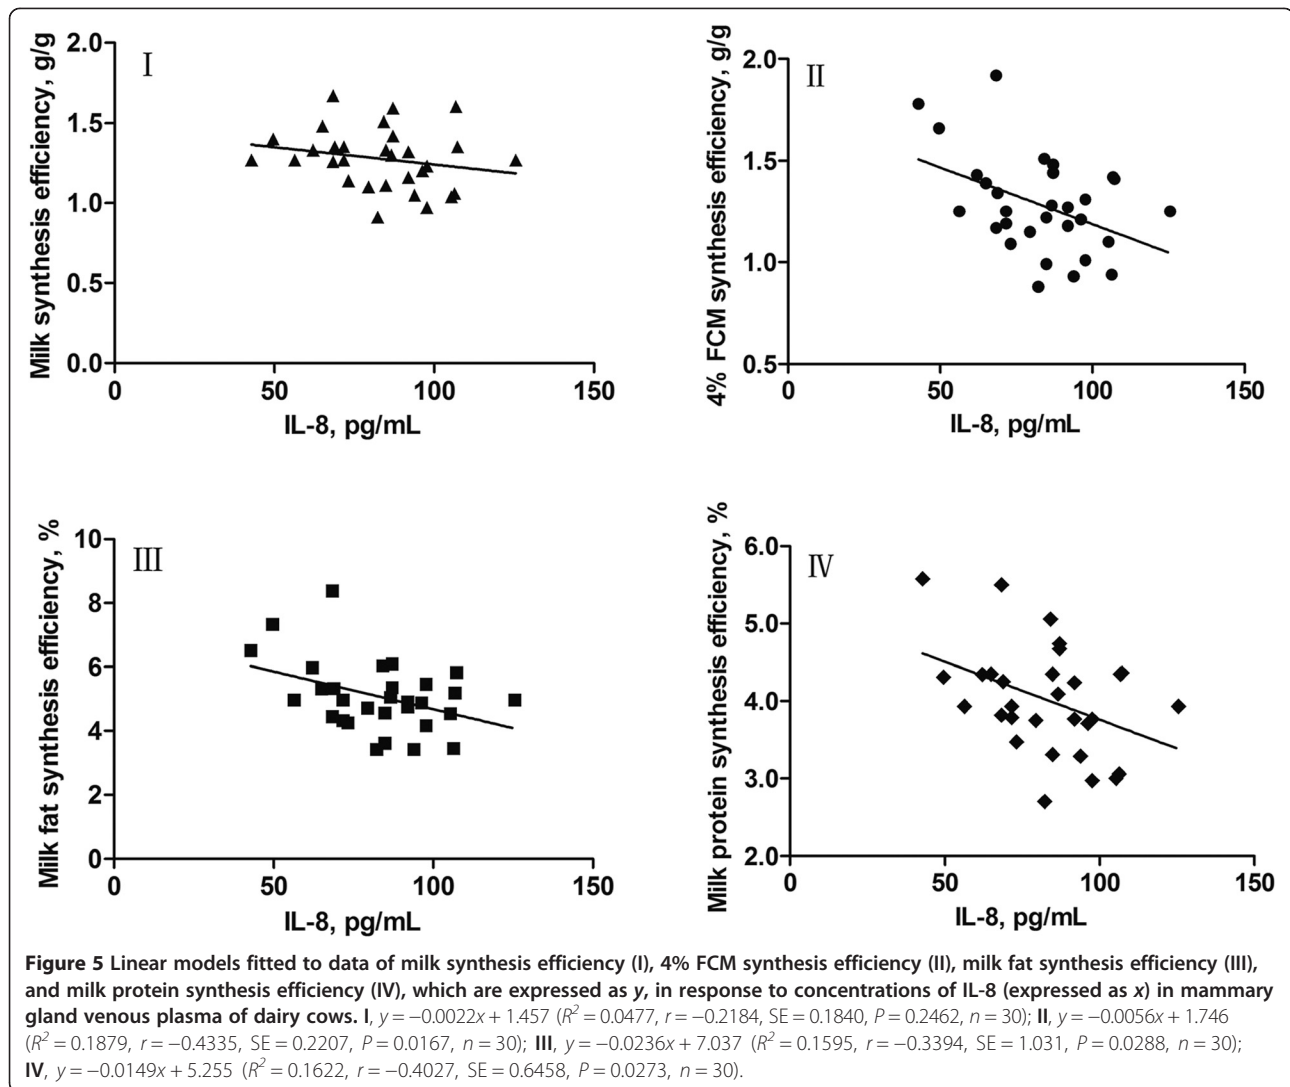 I
Milk synthesis efficiency, g/g
2.0
1.5
1.0
0.5
0.0
0 50 100 150
IL-8, pg/mL
II
4% FCM synthesis efficiency, g/g
2.0
1.5
1.0
0.5
0 50 100 150
IL-8, pg/mL
III
Milk fat synthesis efficiency, %
10
8
6
4
2
0
0 50 100 150
IL-8, pg/mL
IV
Milk protein synthesis efficiency, %
6.0
5.0
4.0
3.0
2.0
0 50 100 150
IL-8, pg/mL
Figure 5 Linear models fitted to data of milk synthesis efficiency (I), 4% FCM synthesis efficiency (II), milk fat synthesis efficiency (III),
and milk protein synthesis efficiency (IV), which are expressed as y, in response to concentrations of IL-8 (expressed as x) in mammary
gland venous plasma of dairy cows. I, y = −0.0022x + 1.457 (R² = 0.0477, r = −0.2184, SE = 0.1840, P = 0.2462, n = 30); II, y = −0.0056x + 1.746
(R² = 0.1879, r = −0.4335, SE = 0.2207, P = 0.0167, n = 30); III, y = −0.0236x + 7.037 (R² = 0.1595, r = −0.3394, SE = 1.031, P = 0.0288, n = 30);
IV, y = −0.0149x + 5.255 (R² = 0.1622, r = −0.4027, SE = 0.6458, P = 0.0273, n = 30).